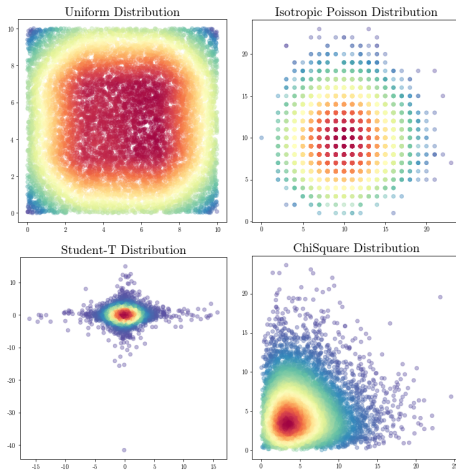 Uniform Distribution
10
8
6
4
2
0
0 2 4 6 8 10
Isotropic Poisson Distribution
20
15
10
5
0
0 5 10 15 20
Student-T Distribution
10
0
-10
-20
-30
-40
-15 -10 -5 0 5 10 15
ChiSquare Distribution
20
15
10
5
0
0 5 10 15 20 25